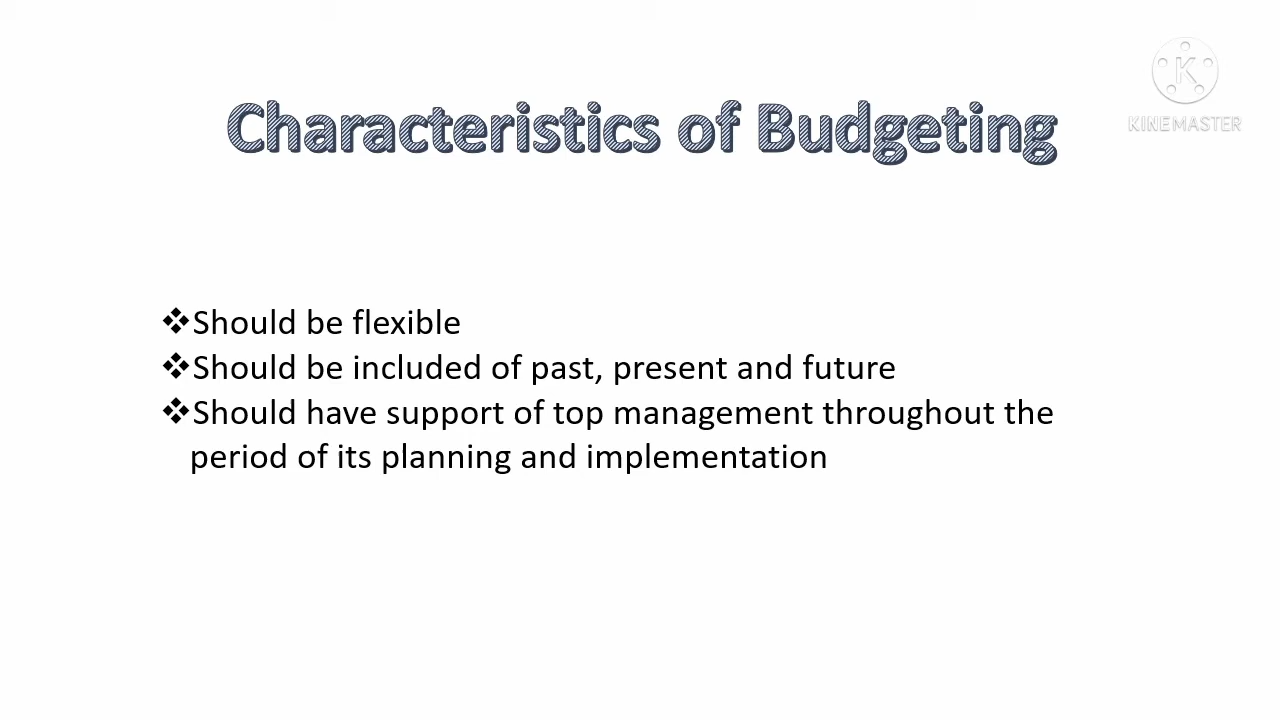 K
KINEMASTER
Characteristics of Budgeting
❖Should be flexible
❖Should be included of past, present and future
❖Should have support of top management throughout the
period of its planning and implementation